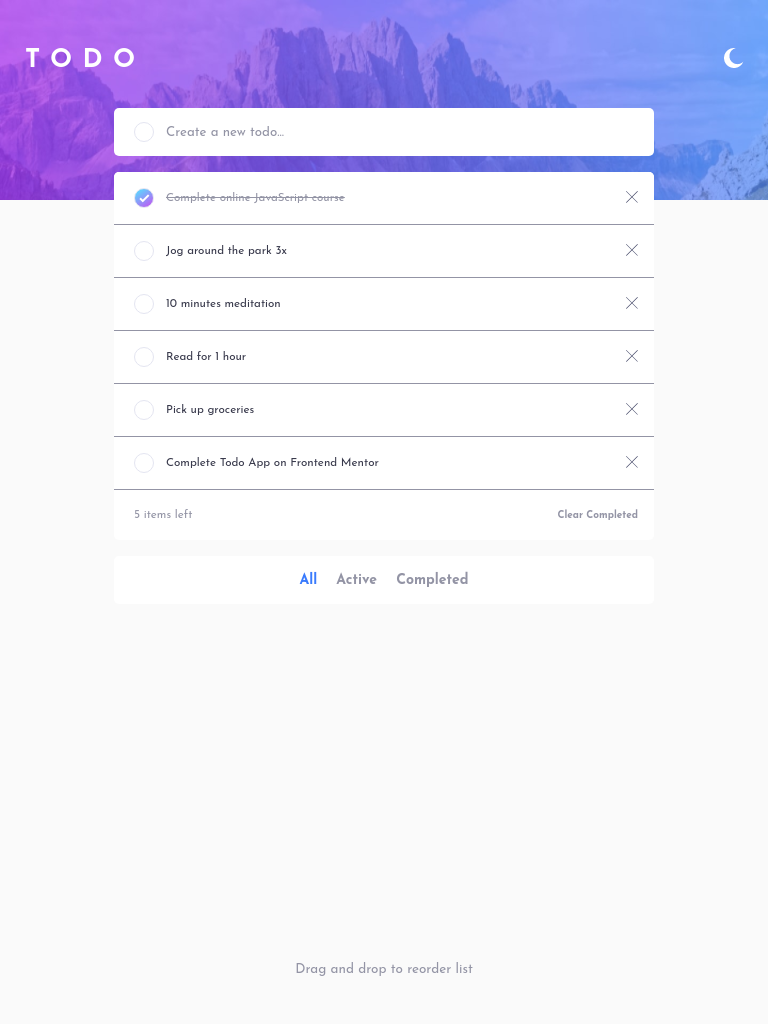 TODO
Create a new todo...
Complete online JavaScript course
Jog around the park 3x
10 minutes meditation
Read for 1 hour
Pick up groceries
Complete Todo App on Frontend Mentor
5 items left
Clear Completed
All Active Completed
Drag and drop to reorder list